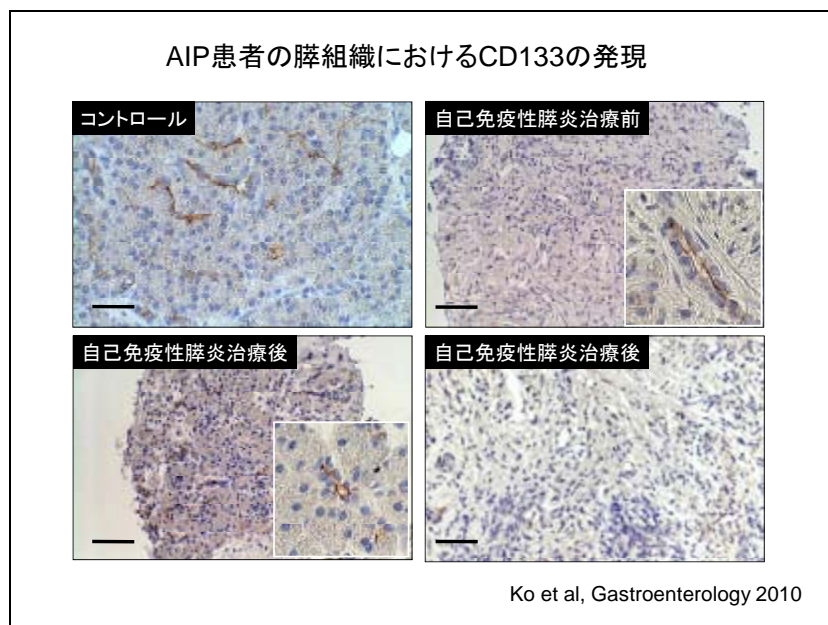 AIP患者の膵組織におけるCD133の発現
コントロール
自己免疫性膵炎治療前
自己免疫性膵炎治療後
自己免疫性膵炎治療後
Ko et al, Gastroenterology 2010